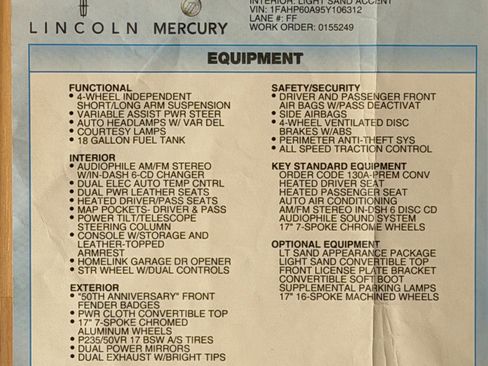 INTERIOR: LIGHT SAND ACCENT
VIN: 1FAHP60A95Y106312
LANE #: FF
WORK ORDER: 0155249
LINCOLN MERCURY
EQUIPMENT
FUNCTIONAL
• 4-WHEEL INDEPENDENT
SHORT/LONG ARM SUSPENSION
• VARIABLE ASSIST PWR STEER
• AUTO HEADLAMPS W/ VAR DEL
• COURTESY LAMPS
• 18 GALLON FUEL TANK
INTERIOR
• AUDIOPHILE AM/FM STEREO
W/IN-DASH 6-CD CHANGER
• DUAL ELEC AUTO TEMP CNTRL
• DUAL PWR LEATHER SEATS
• HEATED DRIVER/PASS SEATS
• MAP POCKETS- DRIVER & PASS
• POWER TILT/TELESCOPE
STEERING COLUMN
• CONSOLE W/STORAGE AND
LEATHER-TOPPED
ARMREST
• HOMELINK GARAGE DR OPENER
• STR WHEEL W/DUAL CONTROLS
EXTERIOR
• "50TH ANNIVERSARY" FRONT
FENDER BADGES
• PWR CLOTH CONVERTIBLE TOP
• 17" 7-SPOKE CHROMED
ALUMINUM WHEELS
• P235/50VR 17 BSW A/S TIRES
• DUAL POWER MIRRORS
• DUAL EXHAUST W/BRIGHT TIPS
SAFETY/SECURITY
• DRIVER AND PASSENGER FRONT
AIR BAGS W/PASS DEACTIVAT
• SIDE AIRBAGS
• 4-WHEEL VENTILATED DISC
BRAKES W/ABS
• PERIMETER ANTI-THEFT SYS
• ALL SPEED TRACTION CONTROL
KEY STANDARD EQUIPMENT
ORDER CODE 130A-PREM CONV
HEATED DRIVER SEAT
HEATED PASSENGER SEAT
AUTO AIR CONDITIONING
AM/FM STEREO IN-DSH 6 DISC CD
AUDIOPHILE SOUND SYSTEM
17" 7-SPOKE CHROME WHEELS
OPTIONAL EQUIPMENT
LT SAND APPEARANCE PACKAGE
LIGHT SAND CONVERTIBLE TOP
FRONT LICENSE PLATE BRACKET
CONVERTIBLE SOFT BOOT
SUPPLEMENTAL PARKING LAMPS
17" 16-SPOKE MACHINED WHEELS